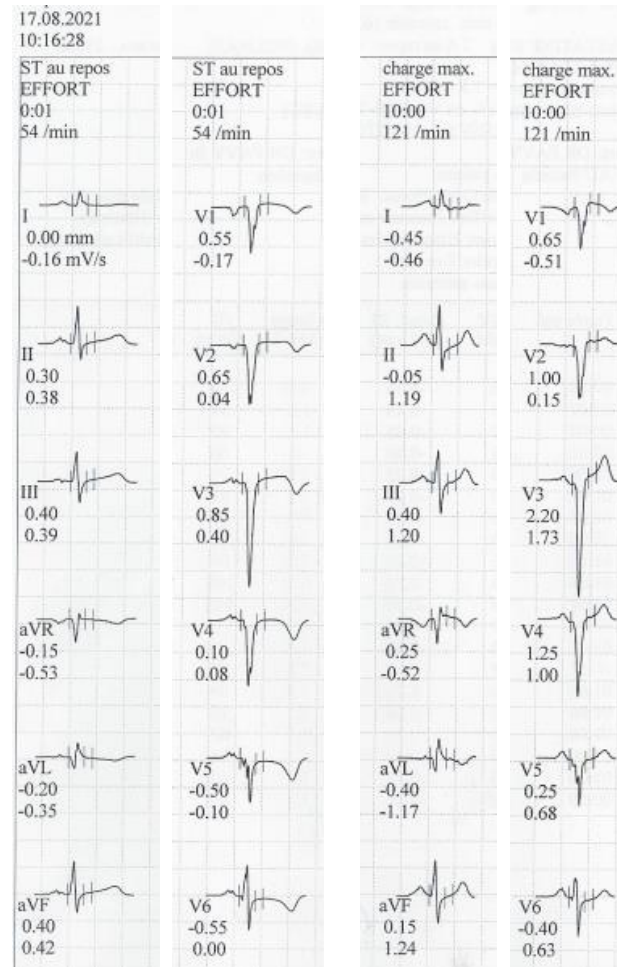 17.08.2021
10:16:28
ST au repos
EFFORT
0:01
54 /min
I
0.00 mm
-0.16 mV/s
II
0.30
0.38
III
0.40
0.39
aVR
-0.15
-0.53
aVL
-0.20
-0.35
aVF
0.40
0.42
ST au repos
EFFORT
0:01
54 /min
V1
0.55
-0.17
V2
0.65
0.04
V3
0.85
0.40
V4
0.10
0.08
V5
-0.50
-0.10
V6
-0.55
0.00
charge max.
EFFORT
10:00
121 /min
I
-0.45
-0.46
II
-0.05
1.19
III
0.40
1.20
aVR
0.25
-0.52
aVL
-0.40
-1.17
aVF
0.15
1.24
charge max.
EFFORT
10:00
121 /min
V1
0.65
-0.51
V2
1.00
0.15
V3
2.20
1.73
V4
1.25
1.00
V5
0.25
0.68
V6
-0.40
0.63